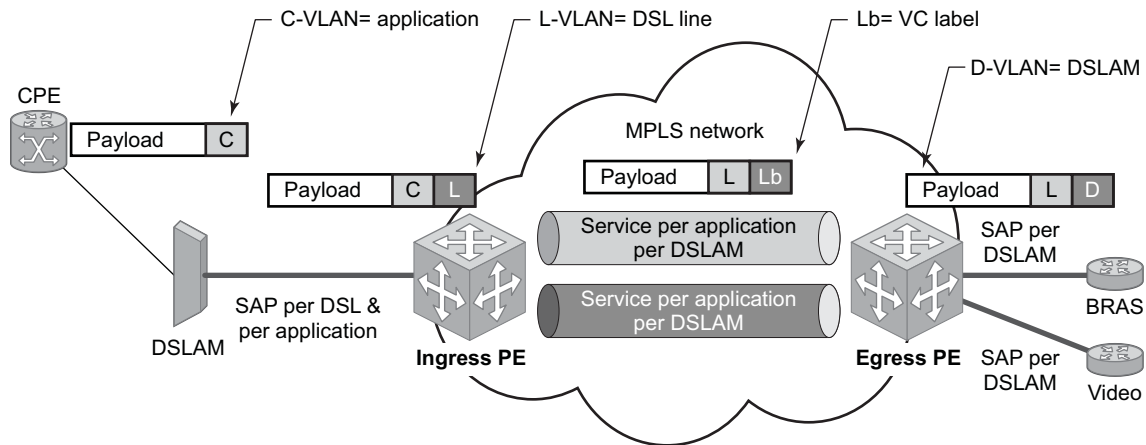 C-VLAN= application
L-VLAN= DSL line
Lb= VC label
D-VLAN= DSLAM
CPE
Payload C
MPLS network
Payload C L
Payload L Lb
Payload L D
Service per application
per DSLAM
SAP per
DSLAM
SAP per DSL &
per application
Service per application
per DSLAM
BRAS
DSLAM
Ingress PE
Egress PE
SAP per
DSLAM
Video